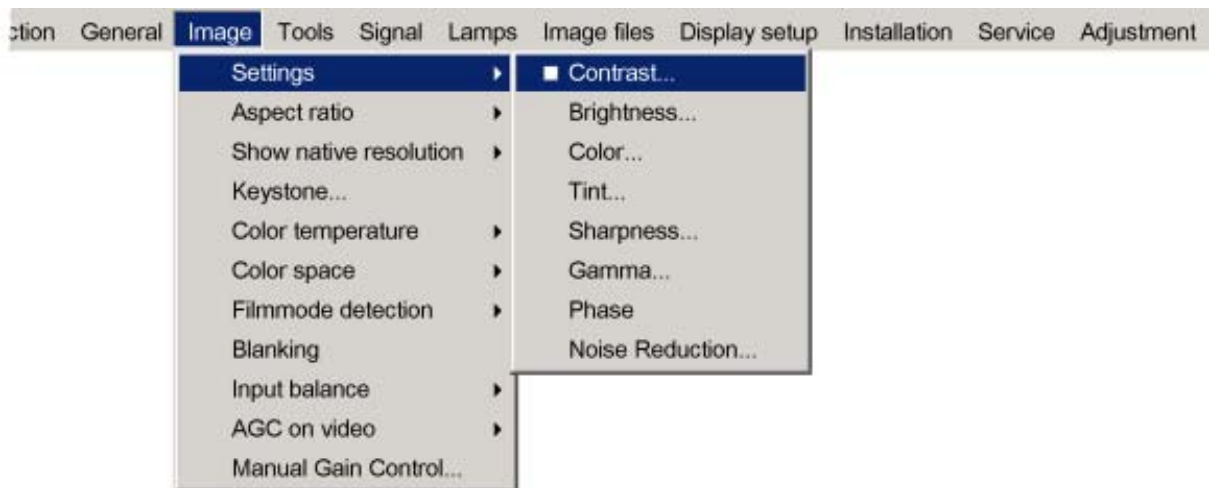 ction General Image Tools Signal Lamps Image files Display setup Installation Service Adjustment
Settings
Aspect ratio
Show native resolution
Keystone...
Color temperature
Color space
Filmmode detection
Blanking
Input balance
AGC on video
Manual Gain Control...
Contrast...
Brightness...
Color...
Tint...
Sharpness...
Gamma...
Phase
Noise Reduction...